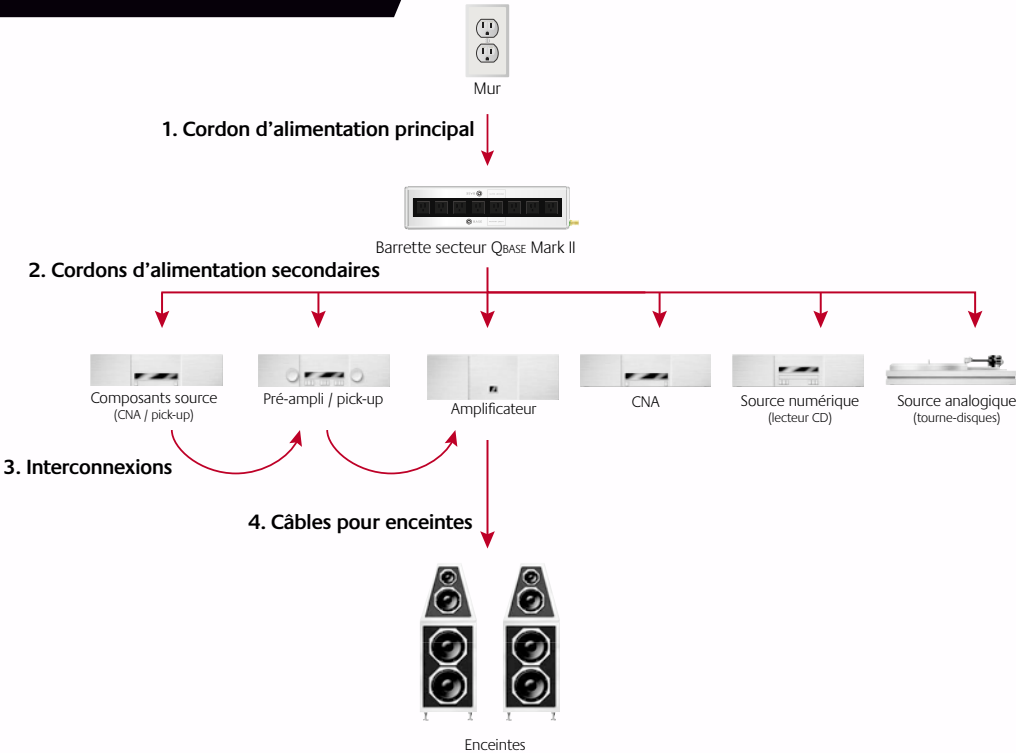 Mur
1. Cordon d’alimentation principal
Barrette secteur QBASE Mark II
2. Cordons d’alimentation secondaires
Composants source
(CNA / pick-up)
Pré-ampli / pick-up
Amplificateur
CNA
Source numérique
(lecteur CD)
Source analogique
(tourne-disques)
3. Interconnexions
4. Câbles pour enceintes
Enceintes